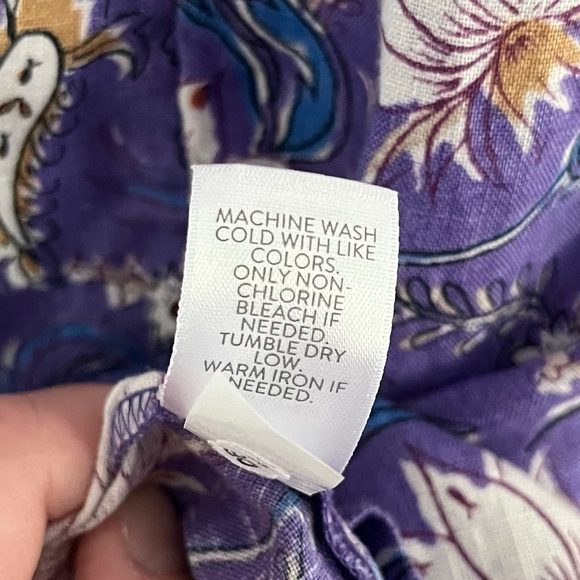 MACHINE WASH
COLD WITH LIKE
COLORS.
ONLY NON-
CHLORINE
BLEACH IF
NEEDED.
TUMBLE DRY
LOW.
WARM IRON IF
NEEDED.